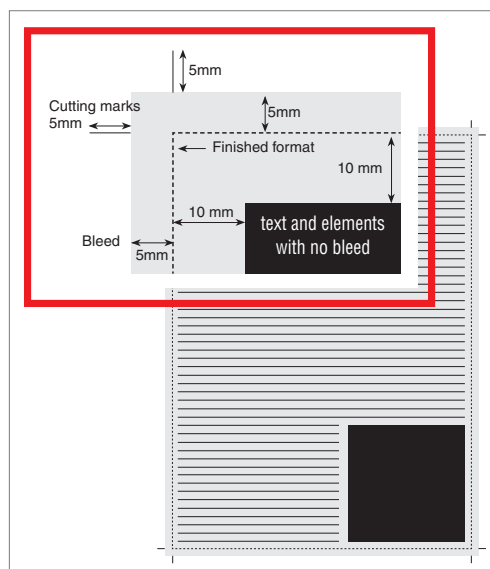 5mm
Cutting marks
5mm
5mm
Finished format
10 mm
10 mm
text and elements
with no bleed
Bleed
5mm